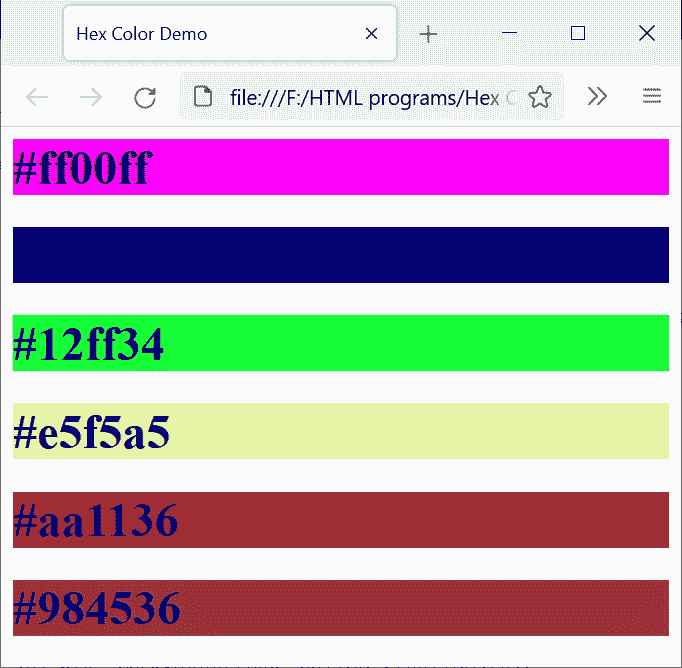 Hex Color Demo
file:///F:/HTML programs/Hex C
#ff00ff
#12ff34
#e5f5a5
#aa1136
#984536